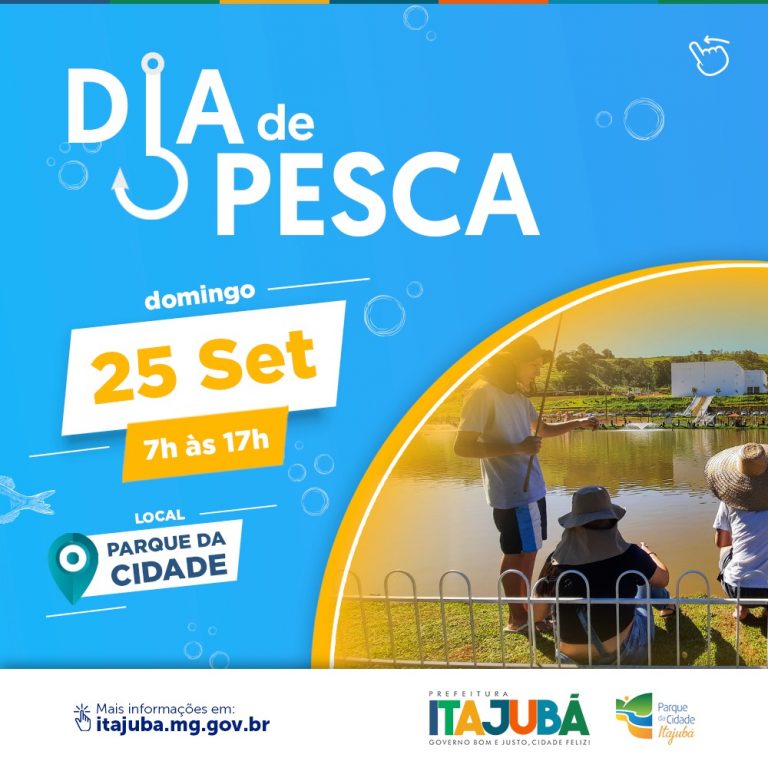 DIA de
PESCA
domingo
25 Set
7h às 17h
LOCAL
PARQUE DA
CIDADE
Mais informações em:
itajuba.mg.gov.br
PREFEITURA
ITAJUBÁ
GOVERNO BOM E JUSTO, CIDADE FELIZ!
Parque
da Cidade
Itajubá